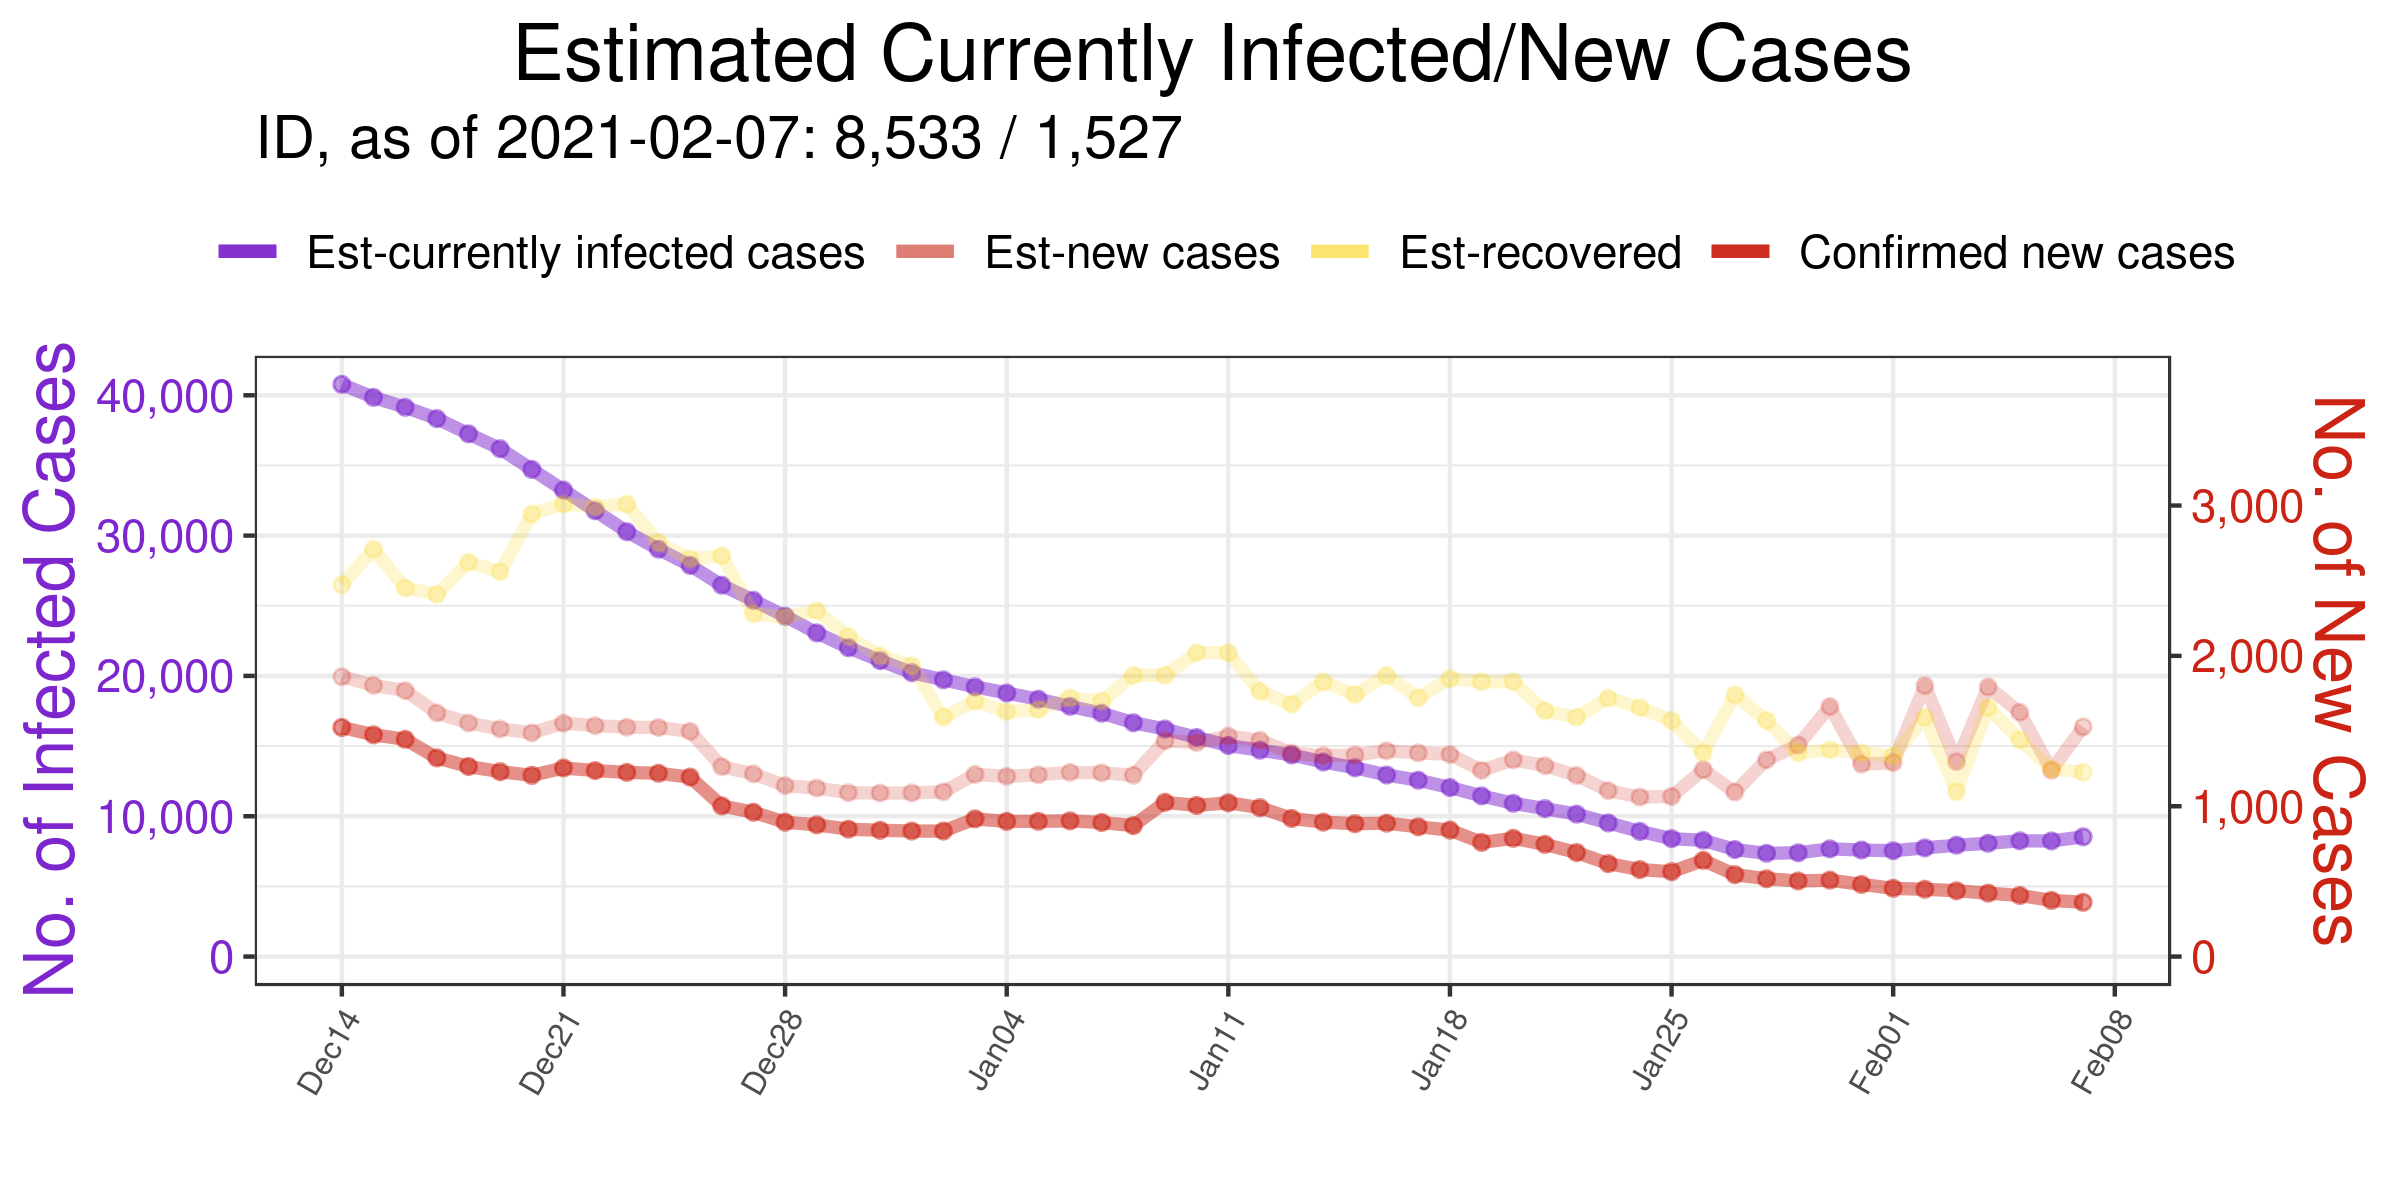 Estimated Currently Infected/New Cases
ID, as of 2021-02-07: 8,533 / 1,527
Est-currently infected cases
Est-new cases
Est-recovered
Confirmed new cases
No. of Infected Cases
40,000
30,000
20,000
10,000
0
3,000
2,000
1,000
0
No. of New Cases
Dec14
Dec21
Dec28
Jan04
Jan11
Jan18
Jan25
Feb01
Feb08